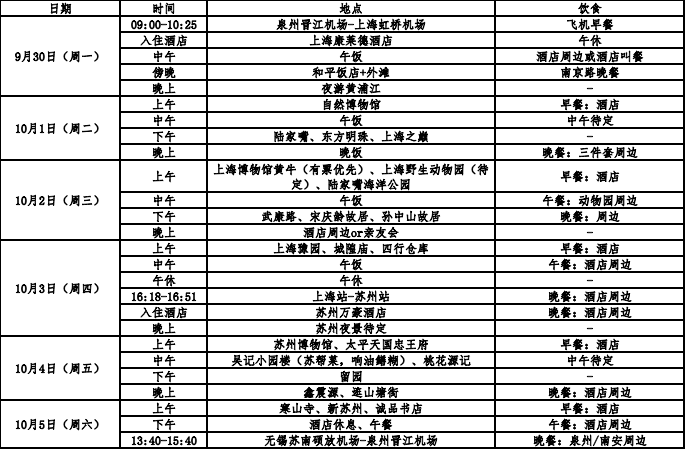 日期 时间 地点 饮食
9月30日（周一） 09:00-10:25 泉州晋江机场-上海虹桥机场 飞机早餐
入住酒店 上海康莱德酒店 午休
中午 午饭 酒店周边或酒店叫餐
傍晚 和平饭店+外滩 南京路晚餐
晚上 夜游黄浦江 -
10月1日（周二） 上午 自然博物馆 早餐：酒店
中午 午饭 中午待定
下午 陆家嘴、东方明珠、上海之巅 -
晚上 晚饭 晚餐：三件套周边
10月2日（周三） 上午 上海博物馆黄牛（有票优先）、上海野生动物园（待
定）、陆家嘴海洋公园 早餐：酒店
中午 午饭 午餐：动物园周边
下午 武康路、宋庆龄故居、孙中山故居 晚餐：周边
晚上 酒店周边or亲友会 -
10月3日（周四） 上午 上海豫园、城隍庙、四行仓库 早餐：酒店
中午 午饭 午餐：酒店周边
午休 午休 -
16:18-16:51 上海站-苏州站 晚餐：酒店周边
入住酒店 苏州万豪酒店 晚餐：酒店周边
晚上 苏州夜景待定 -
10月4日（周五） 上午 苏州博物馆、太平天国忠王府 早餐：酒店
中午 吴记小园楼（苏帮菜，响油鳝糊）、桃花源记 中午待定
下午 留园 -
晚上 鑫震源、山塘街 晚餐：酒店周边
10月5日（周六） 上午 寒山寺、新苏州、诚品书店 早餐：酒店
下午 酒店休息、午餐 午餐：酒店周边
13:40-15:40 无锡苏南硕放机场-泉州晋江机场 晚餐：泉州/南安周边